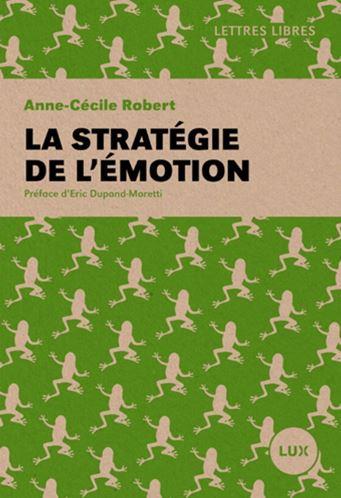 LETTRES LIBRES
Anne-Cécile Robert
LA STRATÉGIE
DE L'ÉMOTION
Préface d'Eric Dupond-Moretti
LUX